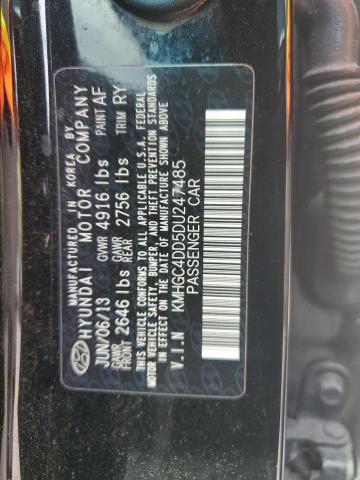 MANUFACTURED IN KOREA BY
HYUNDAI MOTOR COMPANY
JUN/06/13 GVWR 4916 lbs PAINT AF
GAWR FRONT 2646 lbs GAWR REAR 2756 lbs TRIM RY
THIS VEHICLE CONFORMS TO ALL APPLICABLE U.S.A. FEDERAL
MOTOR VEHICLE SAFETY, BUMPER, AND THEFT PREVENTION STANDARDS
IN EFFECT ON THE DATE OF MANUFACTURE SHOWN ABOVE
V.I.N KMHGC4DD5DU247485
PASSENGER CAR